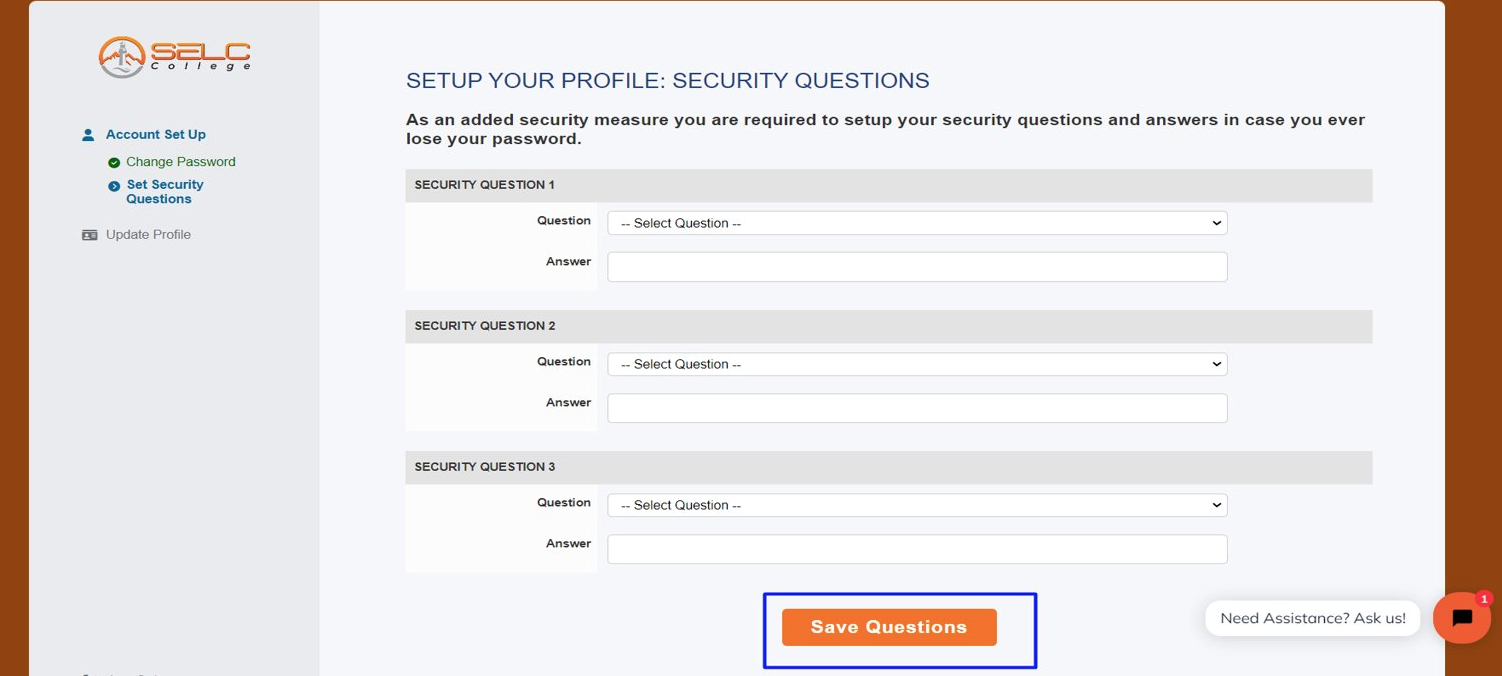 SELC
College
Account Set Up
Change Password
Set Security
Questions
Update Profile
SETUP YOUR PROFILE: SECURITY QUESTIONS
As an added security measure you are required to setup your security questions and answers in case you ever
lose your password.
SECURITY QUESTION 1
Question
-- Select Question --
Answer
SECURITY QUESTION 2
Question
-- Select Question --
Answer
SECURITY QUESTION 3
Question
-- Select Question --
Answer
Save Questions
Need Assistance? Ask us!
1